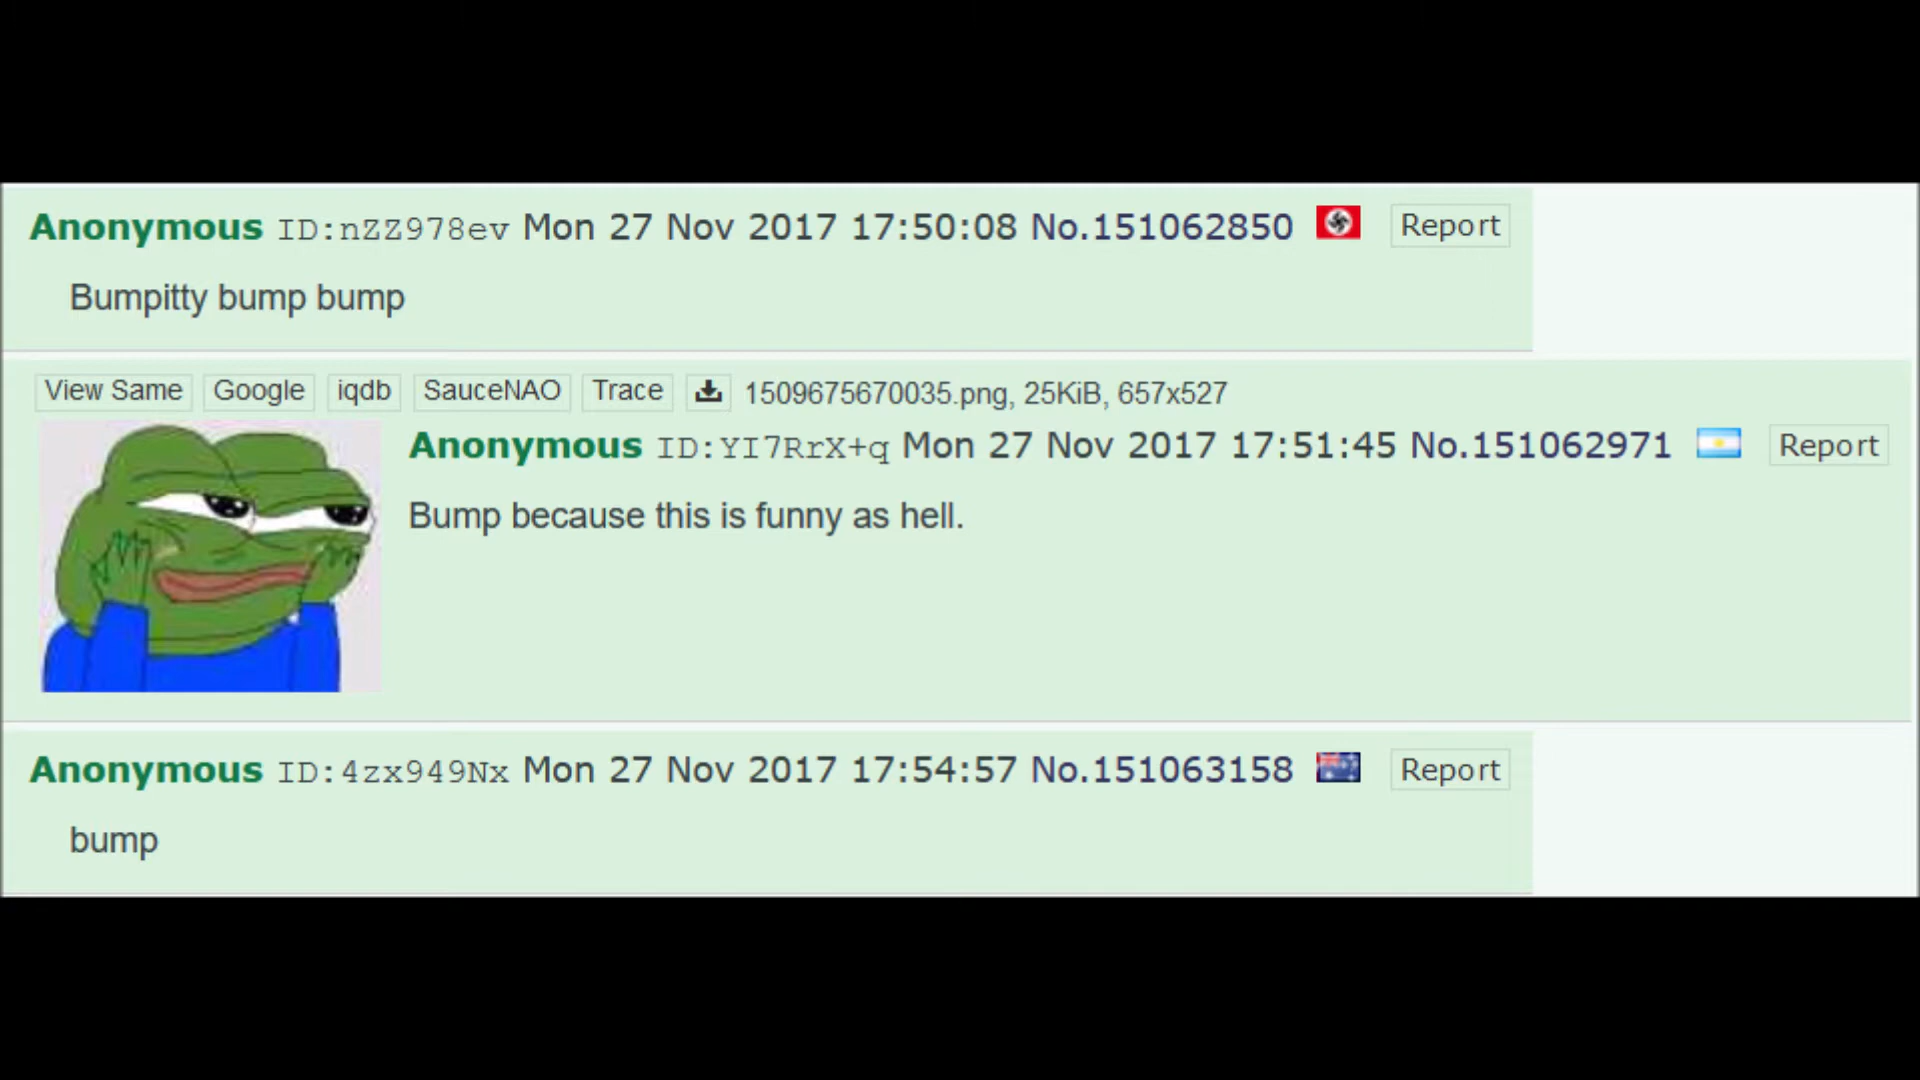 Anonymous ID:nZZ978ev Mon 27 Nov 2017 17:50:08 No.151062850 Report
Bumpitty bump bump
View Same Google iqdb SauceNAO Trace 1509675670035.png, 25KiB, 657x527
Anonymous ID:YI7RrX+q Mon 27 Nov 2017 17:51:45 No.151062971 Report
Bump because this is funny as hell.
Anonymous ID:4zx949Nx Mon 27 Nov 2017 17:54:57 No.151063158 Report
bump